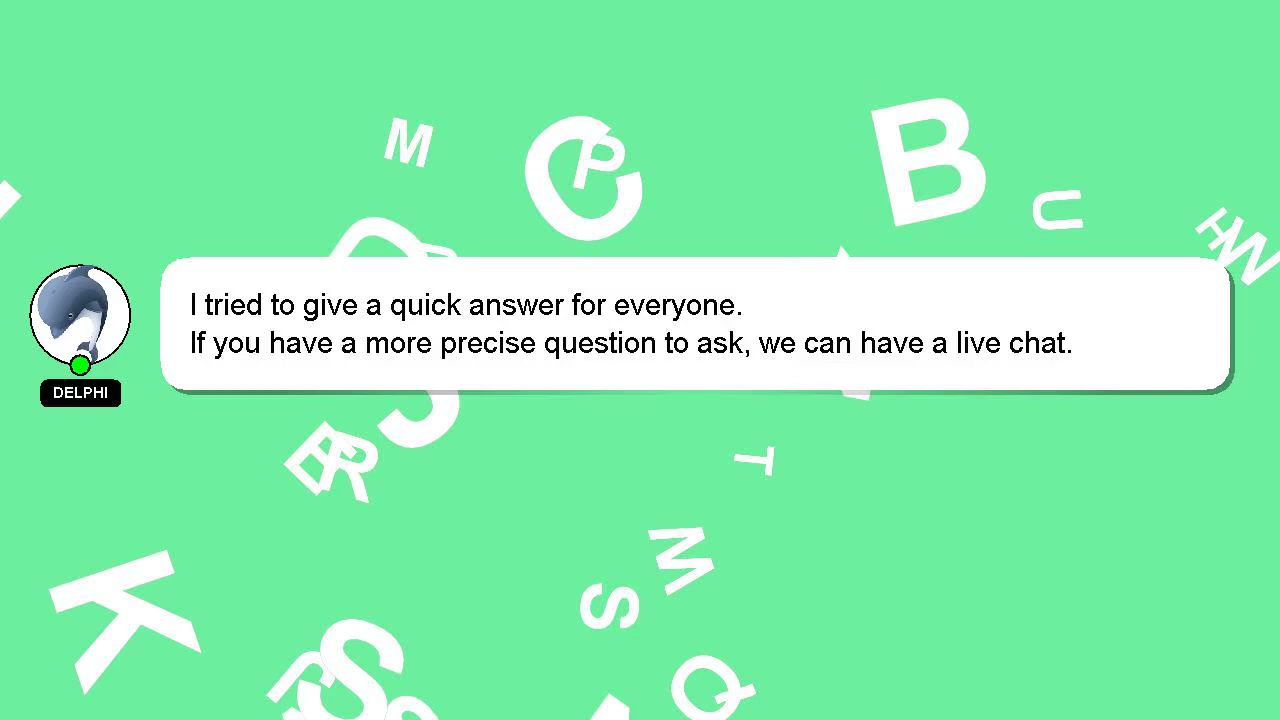 M
C
P
B
U
H
W
D
I tried to give a quick answer for everyone.
If you have a more precise question to ask, we can have a live chat.
DELPHI
J
R
T
K
M
S
S
Q